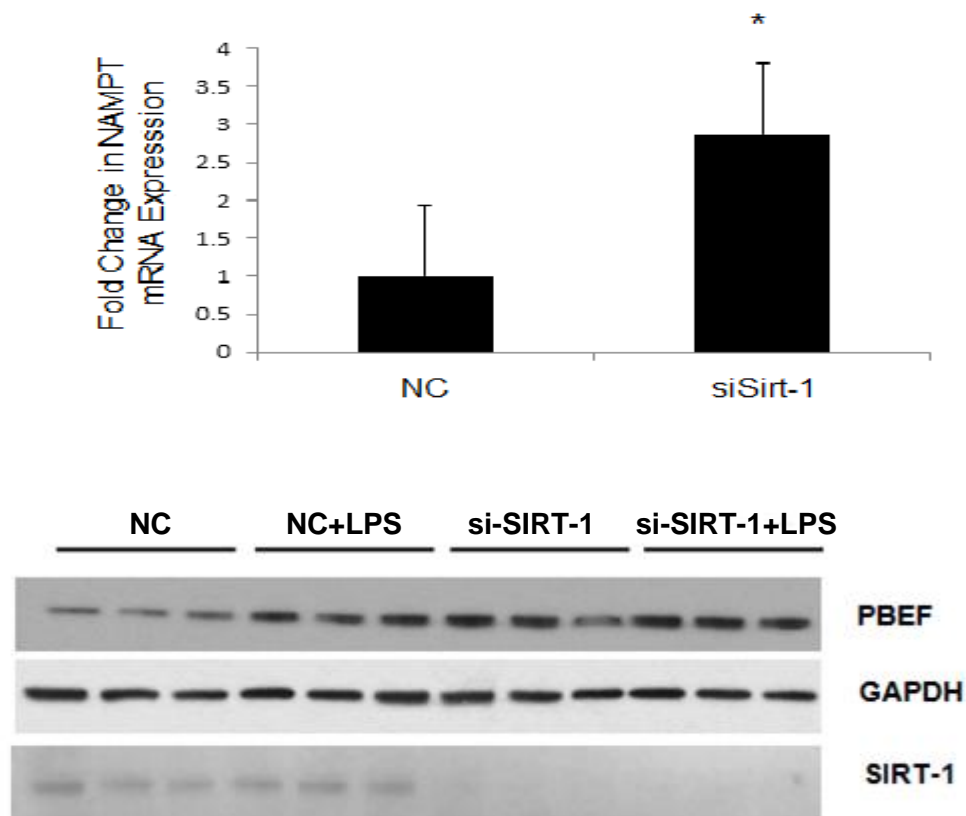 *
Fold Change in NAMPT
mRNA Expresssion
4
3.5
3
2.5
2
1.5
1
0.5
0
NC
siSirt-1
NC
NC+LPS
si-SIRT-1
si-SIRT-1+LPS
PBEF
GAPDH
SIRT-1